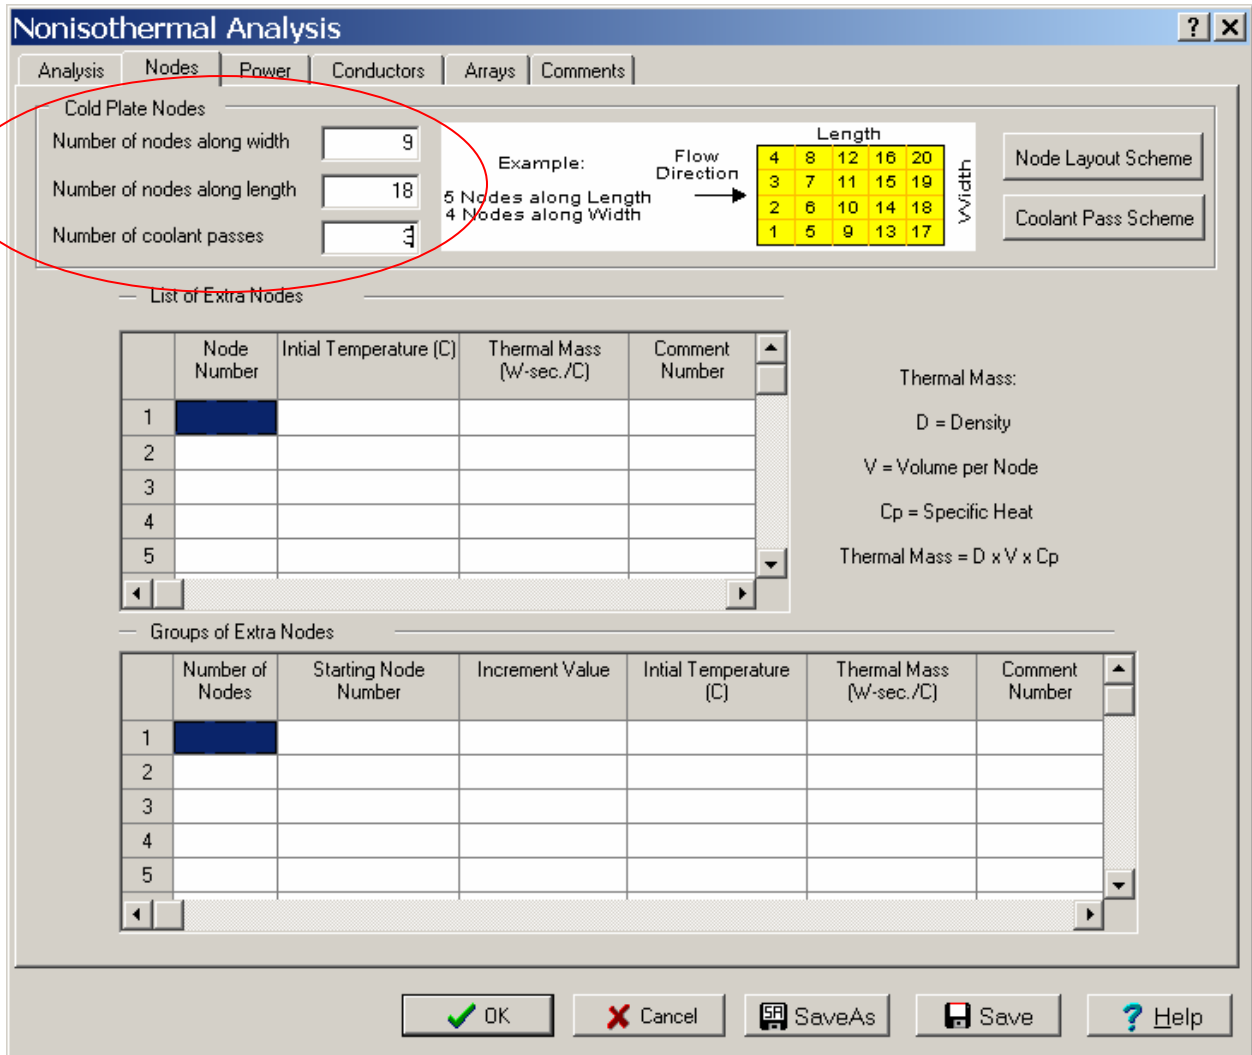 Nonisothermal Analysis
Analysis Nodes Power Conductors Arrays Comments
Cold Plate Nodes
Number of nodes along width 9
Number of nodes along length 18
Number of coolant passes 3
Example:
5 Nodes along Length
4 Nodes along Width
Flow
Direction
Length
4 8 12 16 20
3 7 11 15 19
2 6 10 14 18
1 5 9 13 17
Width
Node Layout Scheme
Coolant Pass Scheme
List of Extra Nodes
Node Number Intial Temperature (C) Thermal Mass (W-sec./C) Comment Number
1
2
3
4
5
Thermal Mass:
D = Density
V = Volume per Node
Cp = Specific Heat
Thermal Mass = D x V x Cp
Groups of Extra Nodes
Number of Nodes Starting Node Number Increment Value Intial Temperature (C) Thermal Mass (W-sec./C) Comment Number
1
2
3
4
5
OK Cancel SA SaveAs Save ? Help